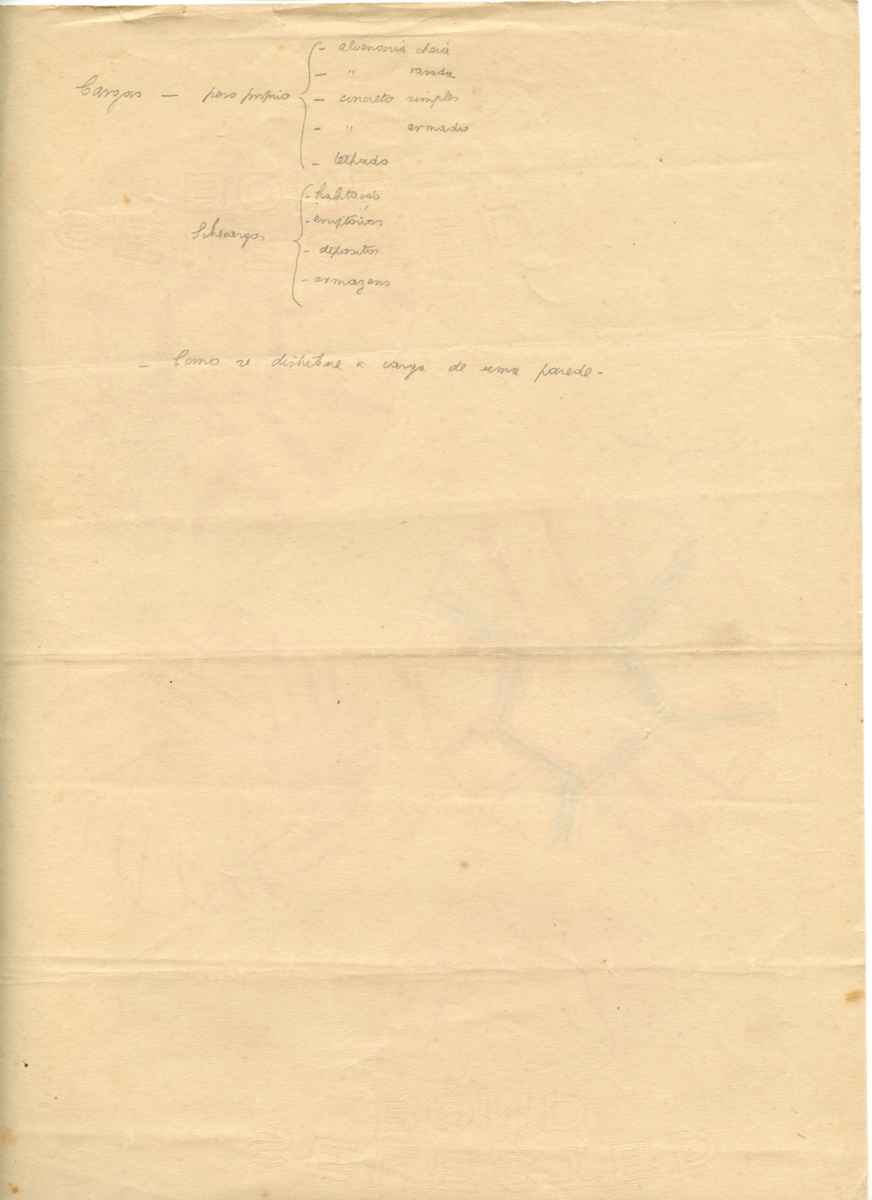 - alvenaria cheia
- " vasada
Cargas — peso próprio - concreto simples
- " armado
- telhado
- habitação
- escritórios
Sobrecargas - depositos
- armazens
- Como se distribue a carga de uma parede -